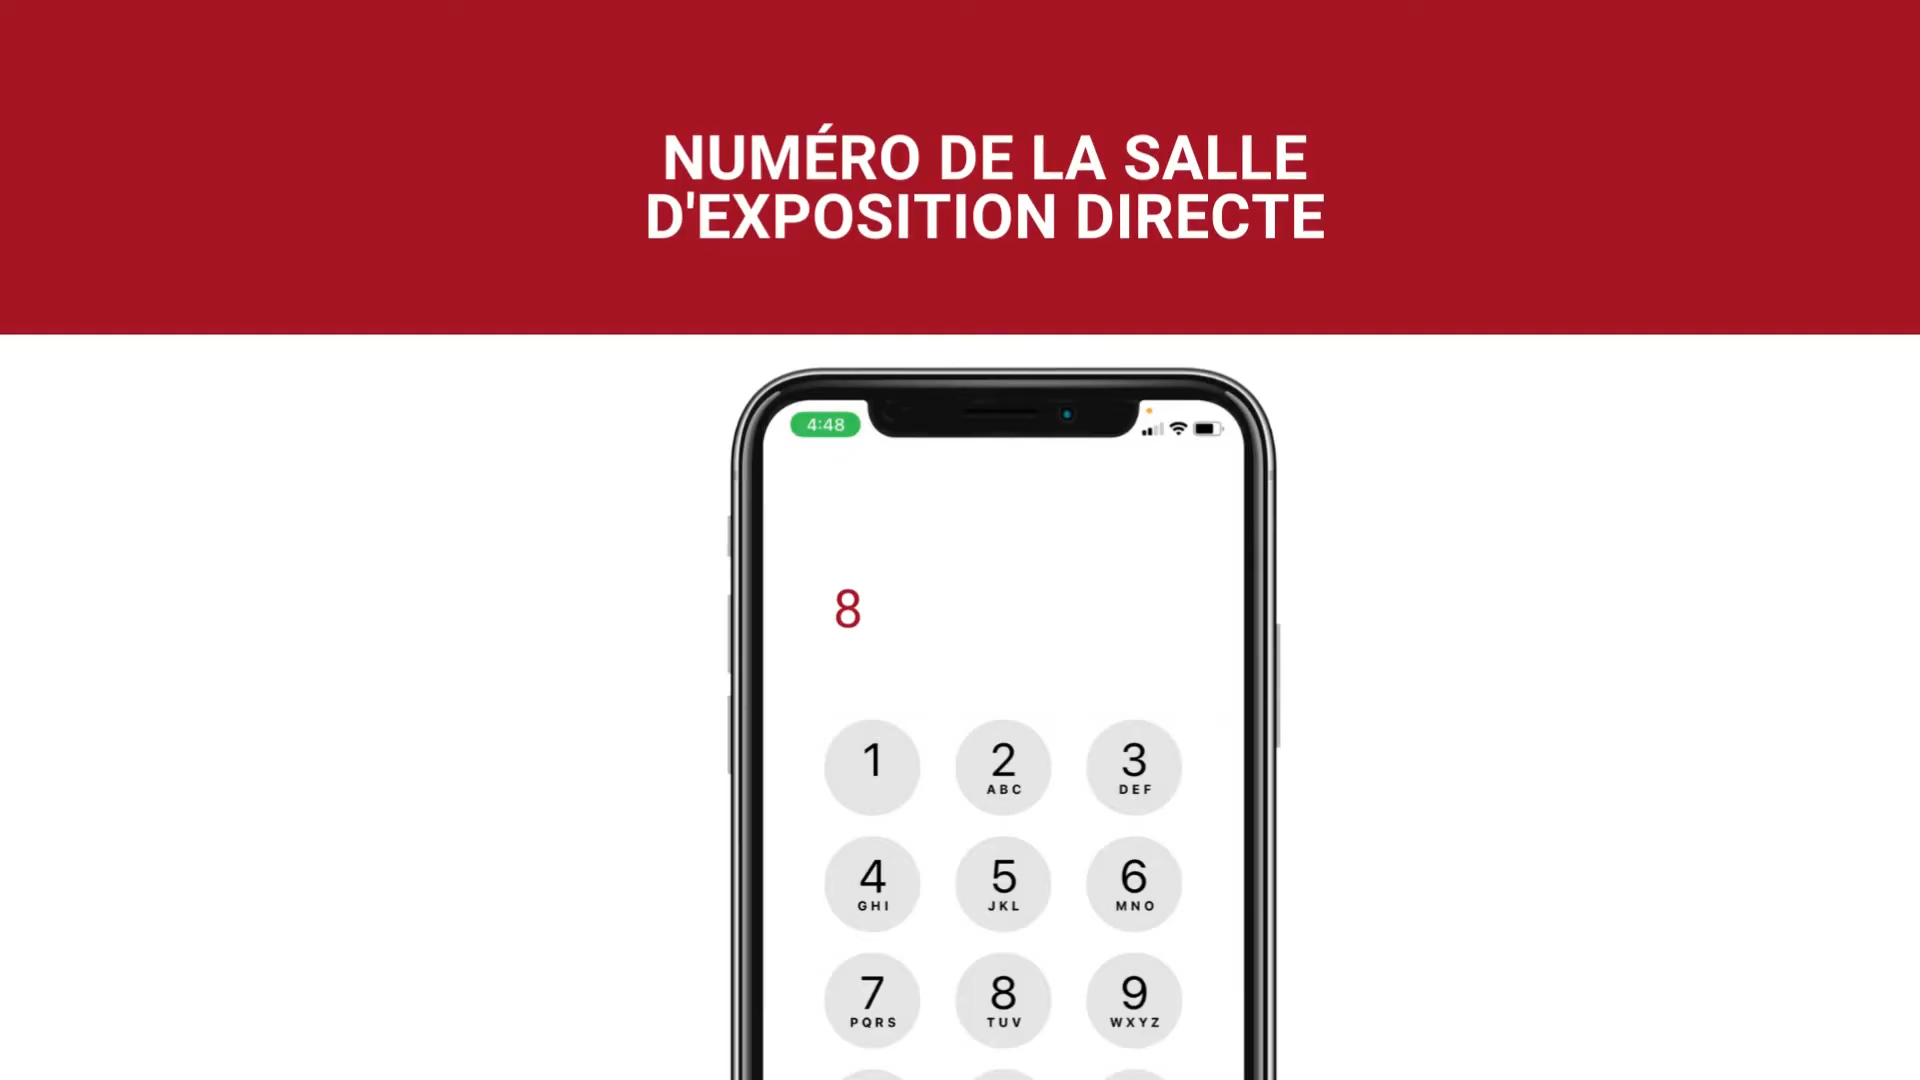 NUMÉRO DE LA SALLE
D'EXPOSITION DIRECTE
4:48
8
1 2 3
ABC DEF
4 5 6
GHI JKL MNO
7 8 9
PQRS TUV WXYZ